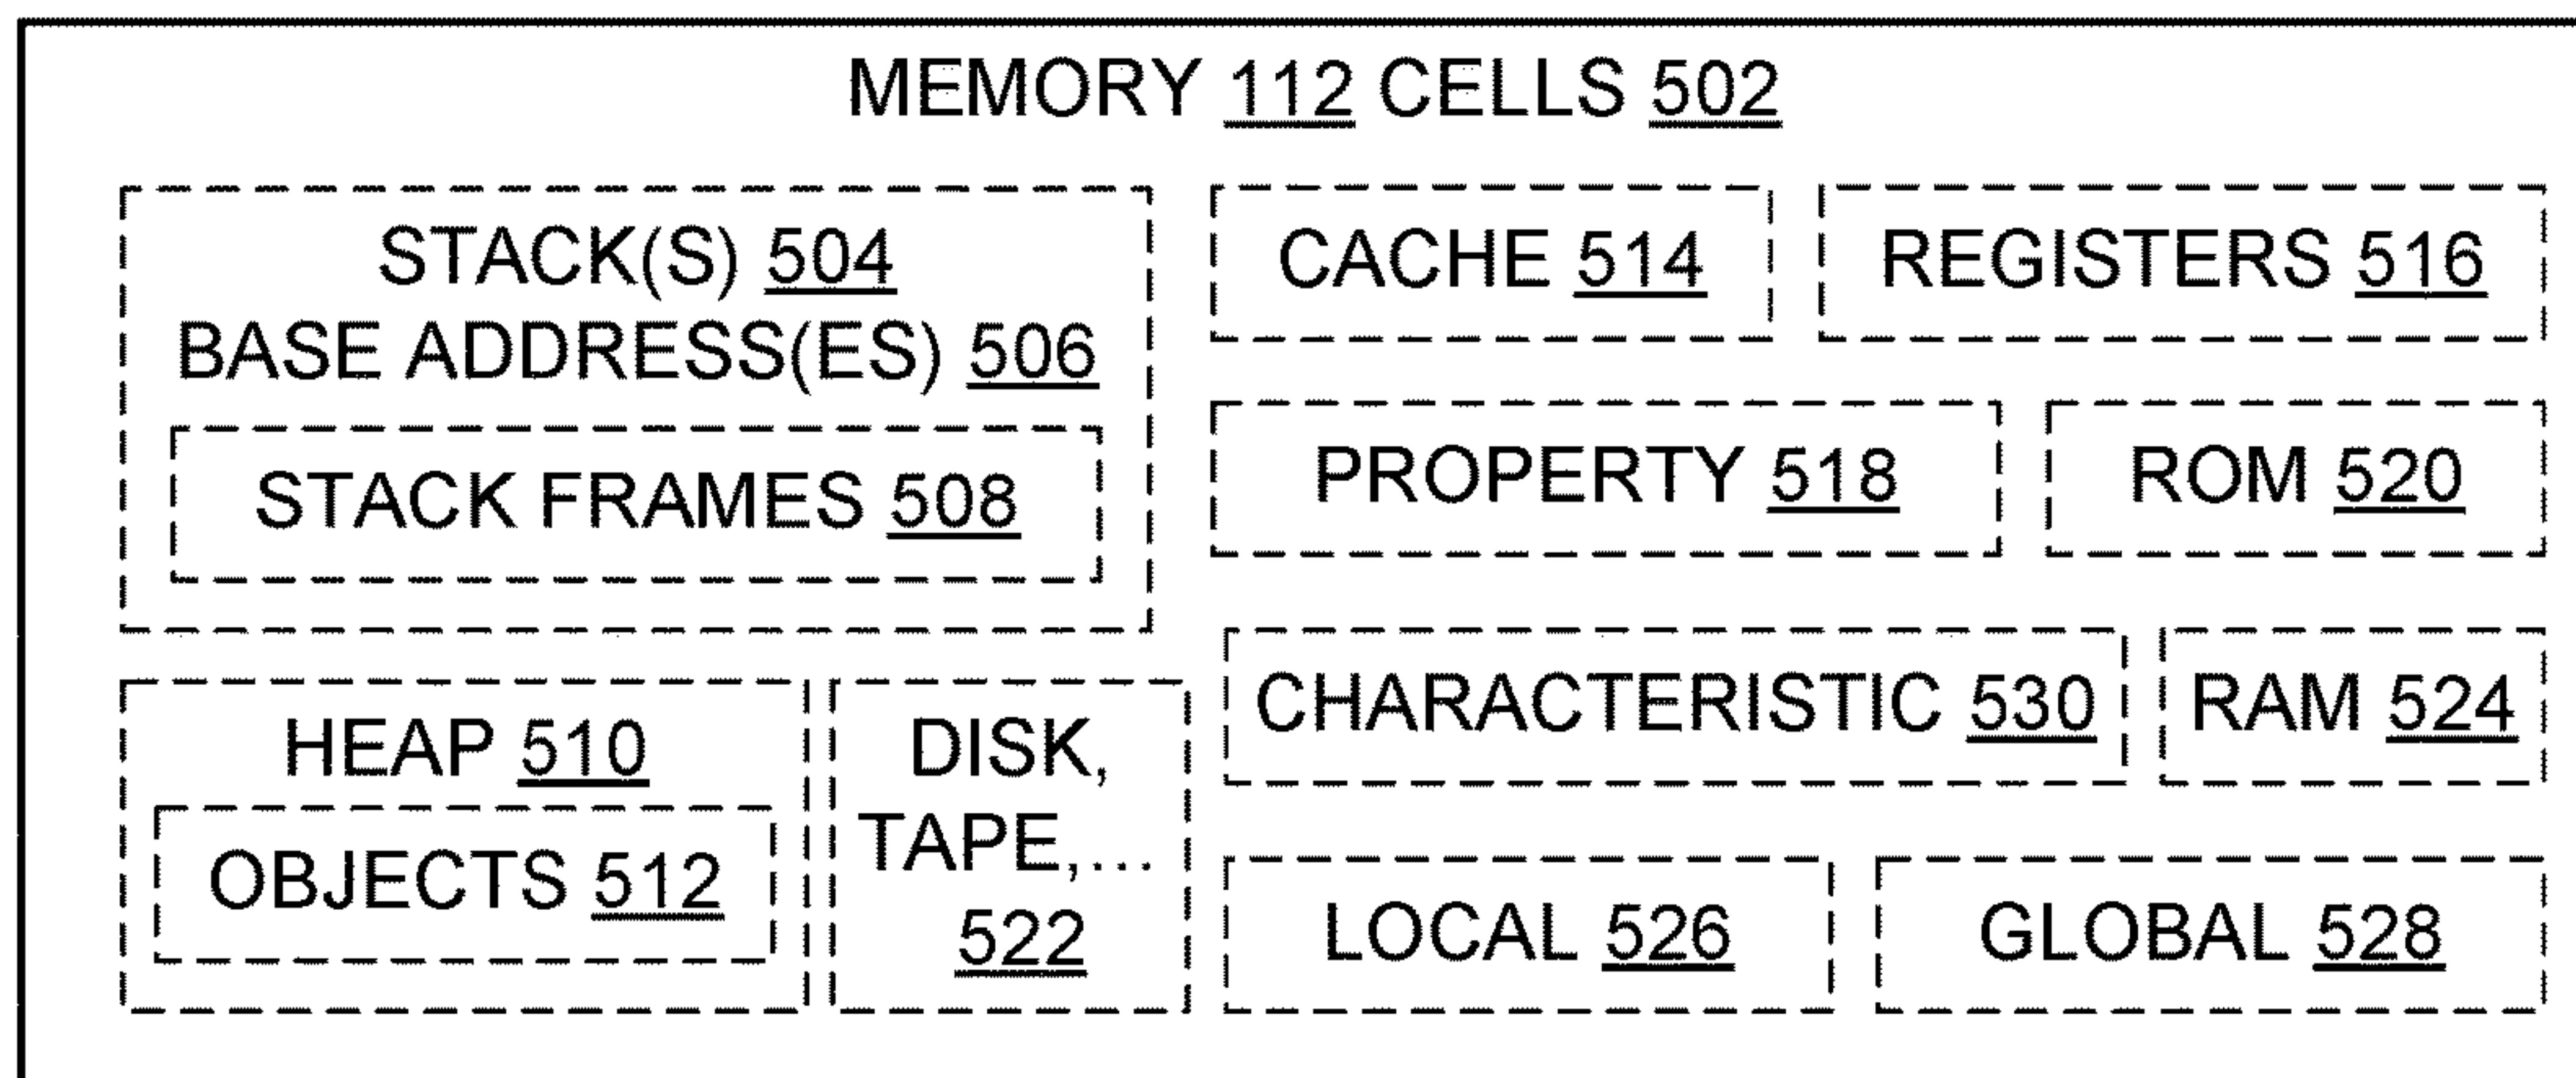 MEMORY 112 CELLS 502
STACK(S) 504
BASE ADDRESS(ES) 506
STACK FRAMES 508
CACHE 514
REGISTERS 516
PROPERTY 518
ROM 520
HEAP 510
OBJECTS 512
DISK,
TAPE,...
522
CHARACTERISTIC 530
RAM 524
LOCAL 526
GLOBAL 528